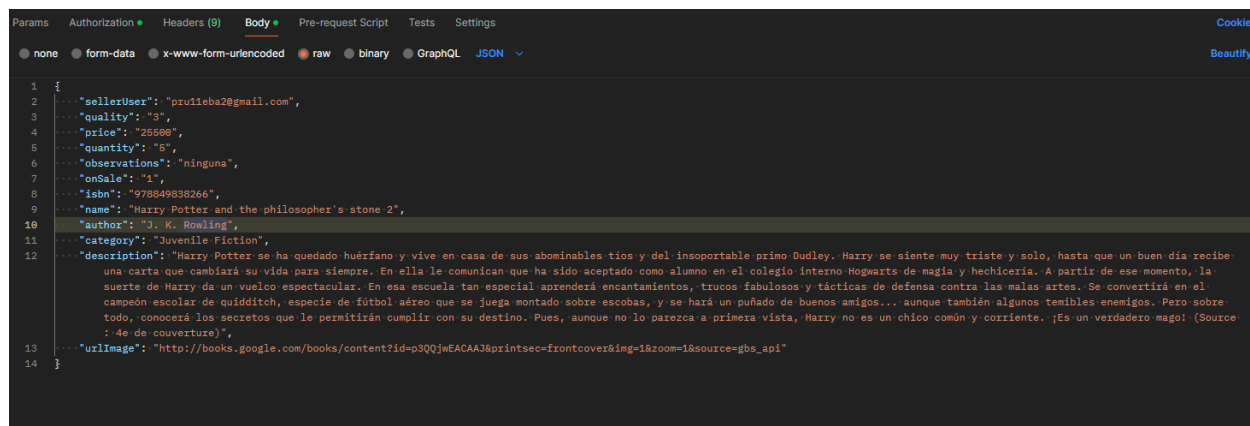 Params Authorization Headers (9) Body Pre-request Script Tests Settings Cookie
none form-data x-www-form-urlencoded raw binary GraphQL JSON Beautify
1 {
2 "sellerUser": "pru11eba2@gmail.com",
3 "quality": "3",
4 "price": "25500",
5 "quantity": "5",
6 "observations": "ninguna",
7 "onSale": "1",
8 "isbn": "978849838266",
9 "name": "Harry Potter and the philosopher's stone 2",
10 "author": "J. K. Rowling",
11 "category": "Juvenile Fiction",
12 "description": "Harry Potter se ha quedado huérfano y vive en casa de sus abominables tíos y del insoportable primo Dudley. Harry se siente muy triste y solo, hasta que un buen día recibe
una carta que cambiará su vida para siempre. En ella le comunican que ha sido aceptado como alumno en el colegio interno Hogwarts de magia y hechicería. A partir de ese momento, la
suerte de Harry da un vuelco espectacular. En esa escuela tan especial aprenderá encantamientos, trucos fabulosos y tácticas de defensa contra las malas artes. Se convertirá en el
campeón escolar de quidditch, especie de fútbol aéreo que se juega montado sobre escobas, y se hará un puñado de buenos amigos... aunque también algunos temibles enemigos. Pero sobre
todo, conocerá los secretos que le permitirán cumplir con su destino. Pues, aunque no lo parezca a primera vista, Harry no es un chico común y corriente. ¡Es un verdadero mago! (Source
: 4e de couverture)",
13 "urlImage": "http://books.google.com/books/content?id=p3QQjwEACAAJ&printsec=frontcover&img=1&zoom=1&source=gbs_api"
14 }